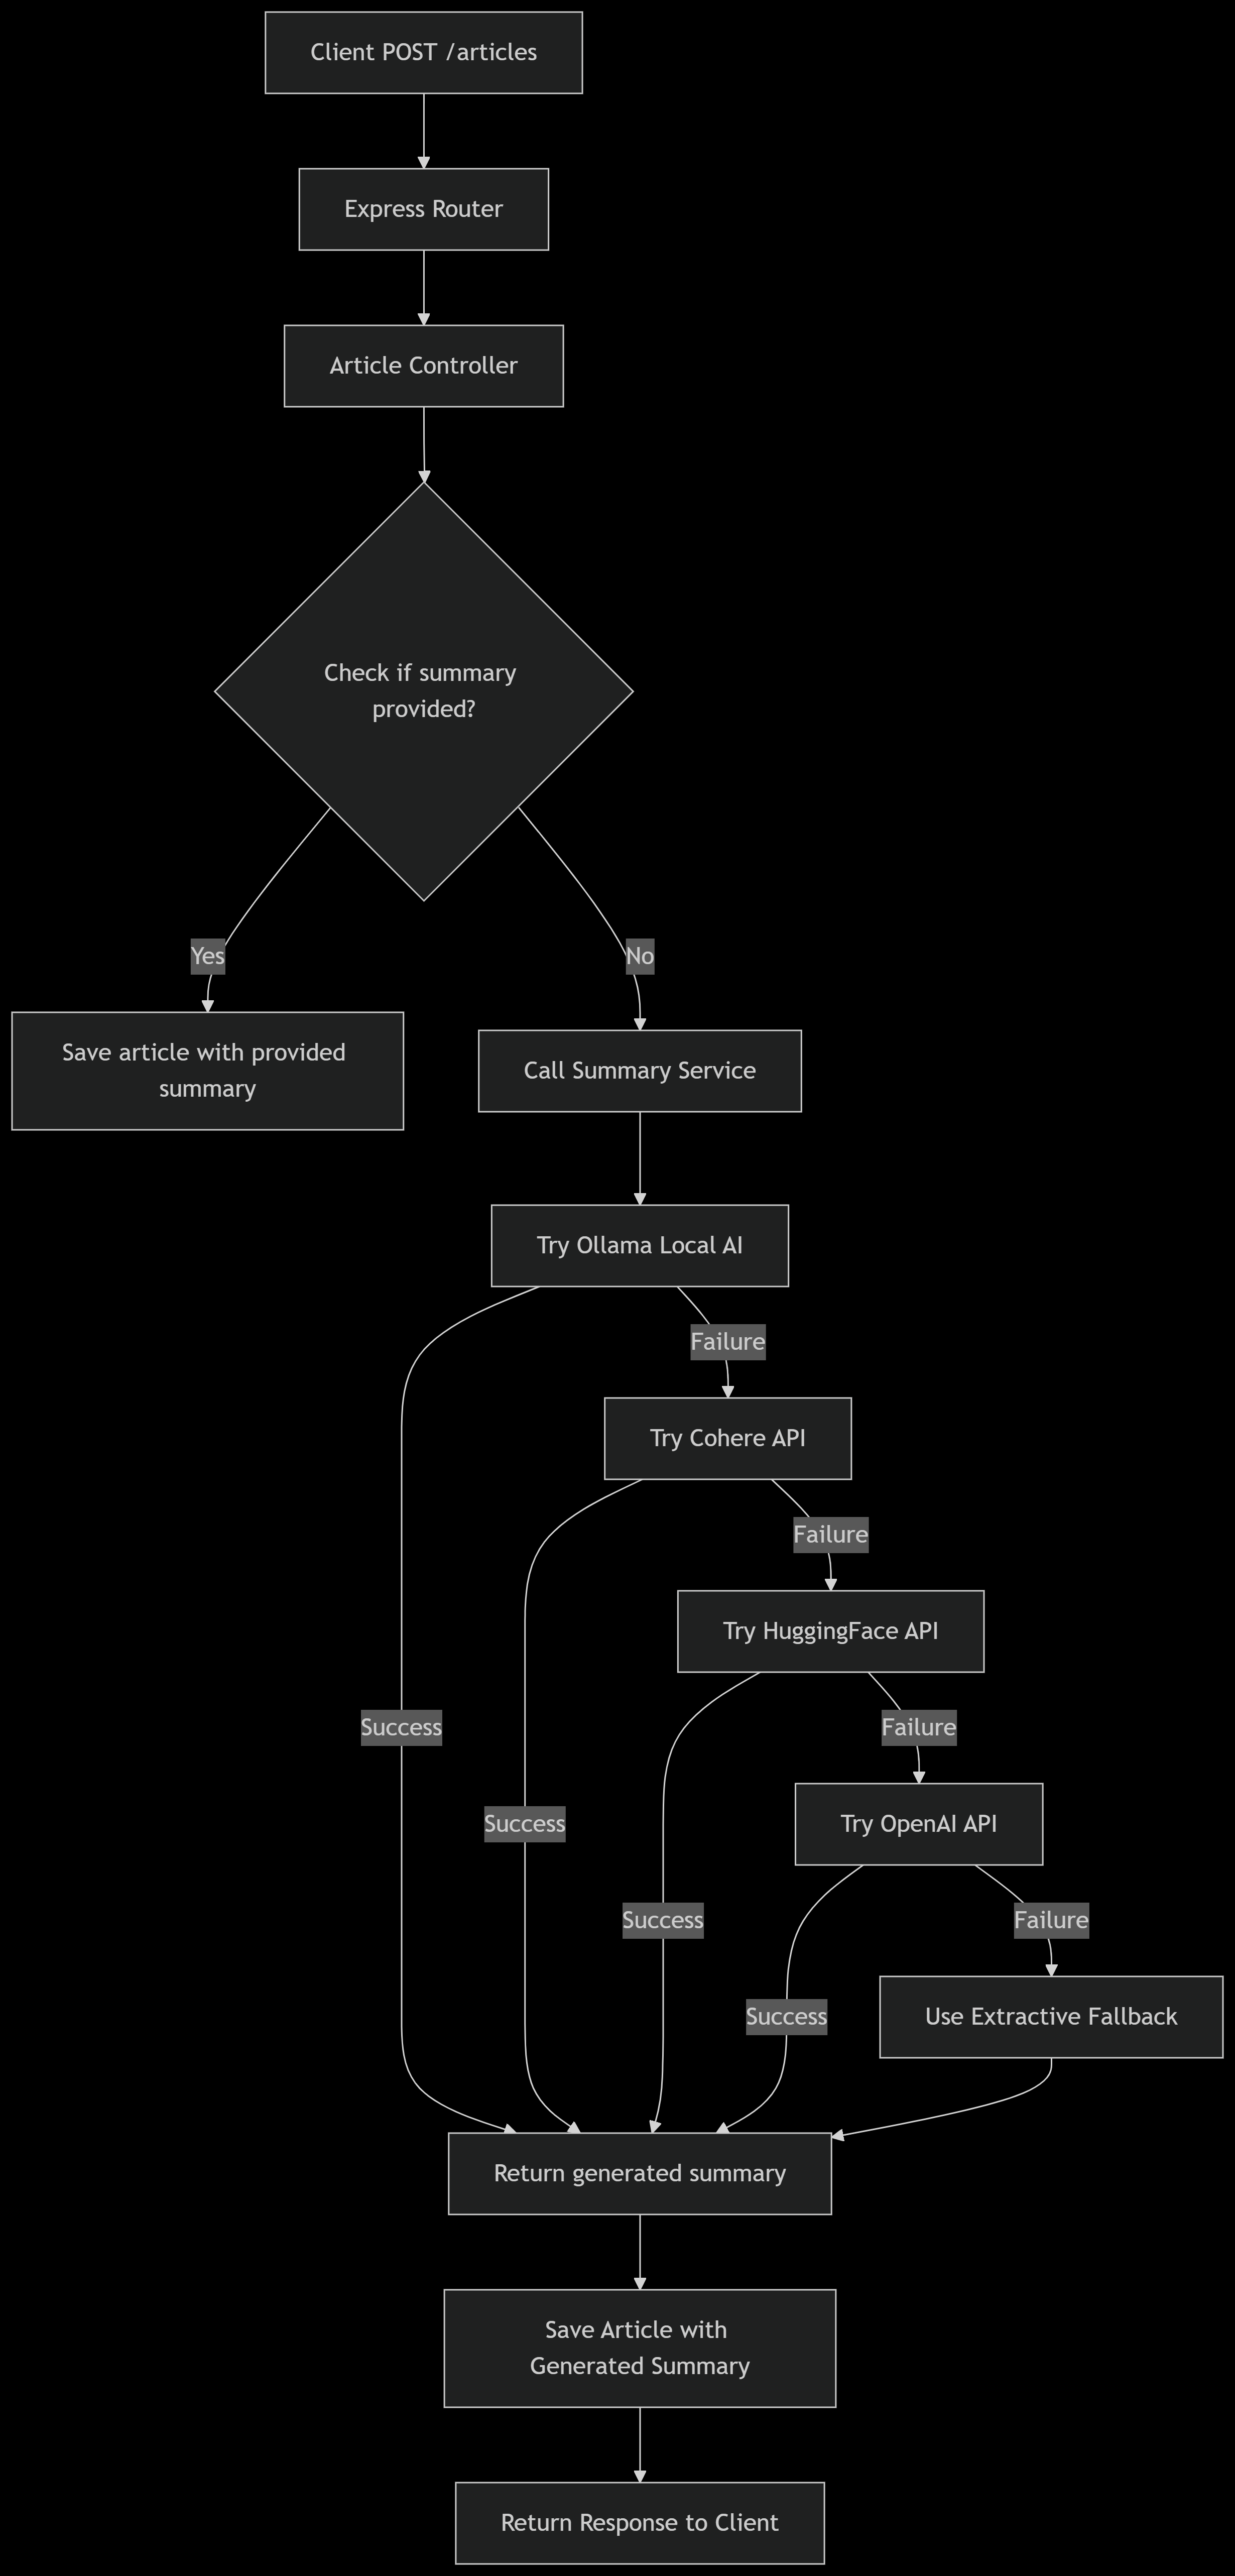 Client POST /articles
Express Router
Article Controller
Check if summary
provided?
Yes
No
Save article with provided
summary
Call Summary Service
Try Ollama Local AI
Failure
Try Cohere API
Failure
Try HuggingFace API
Success
Failure
Success
Try OpenAI API
Success
Failure
Success
Use Extractive Fallback
Return generated summary
Save Article with
Generated Summary
Return Response to Client